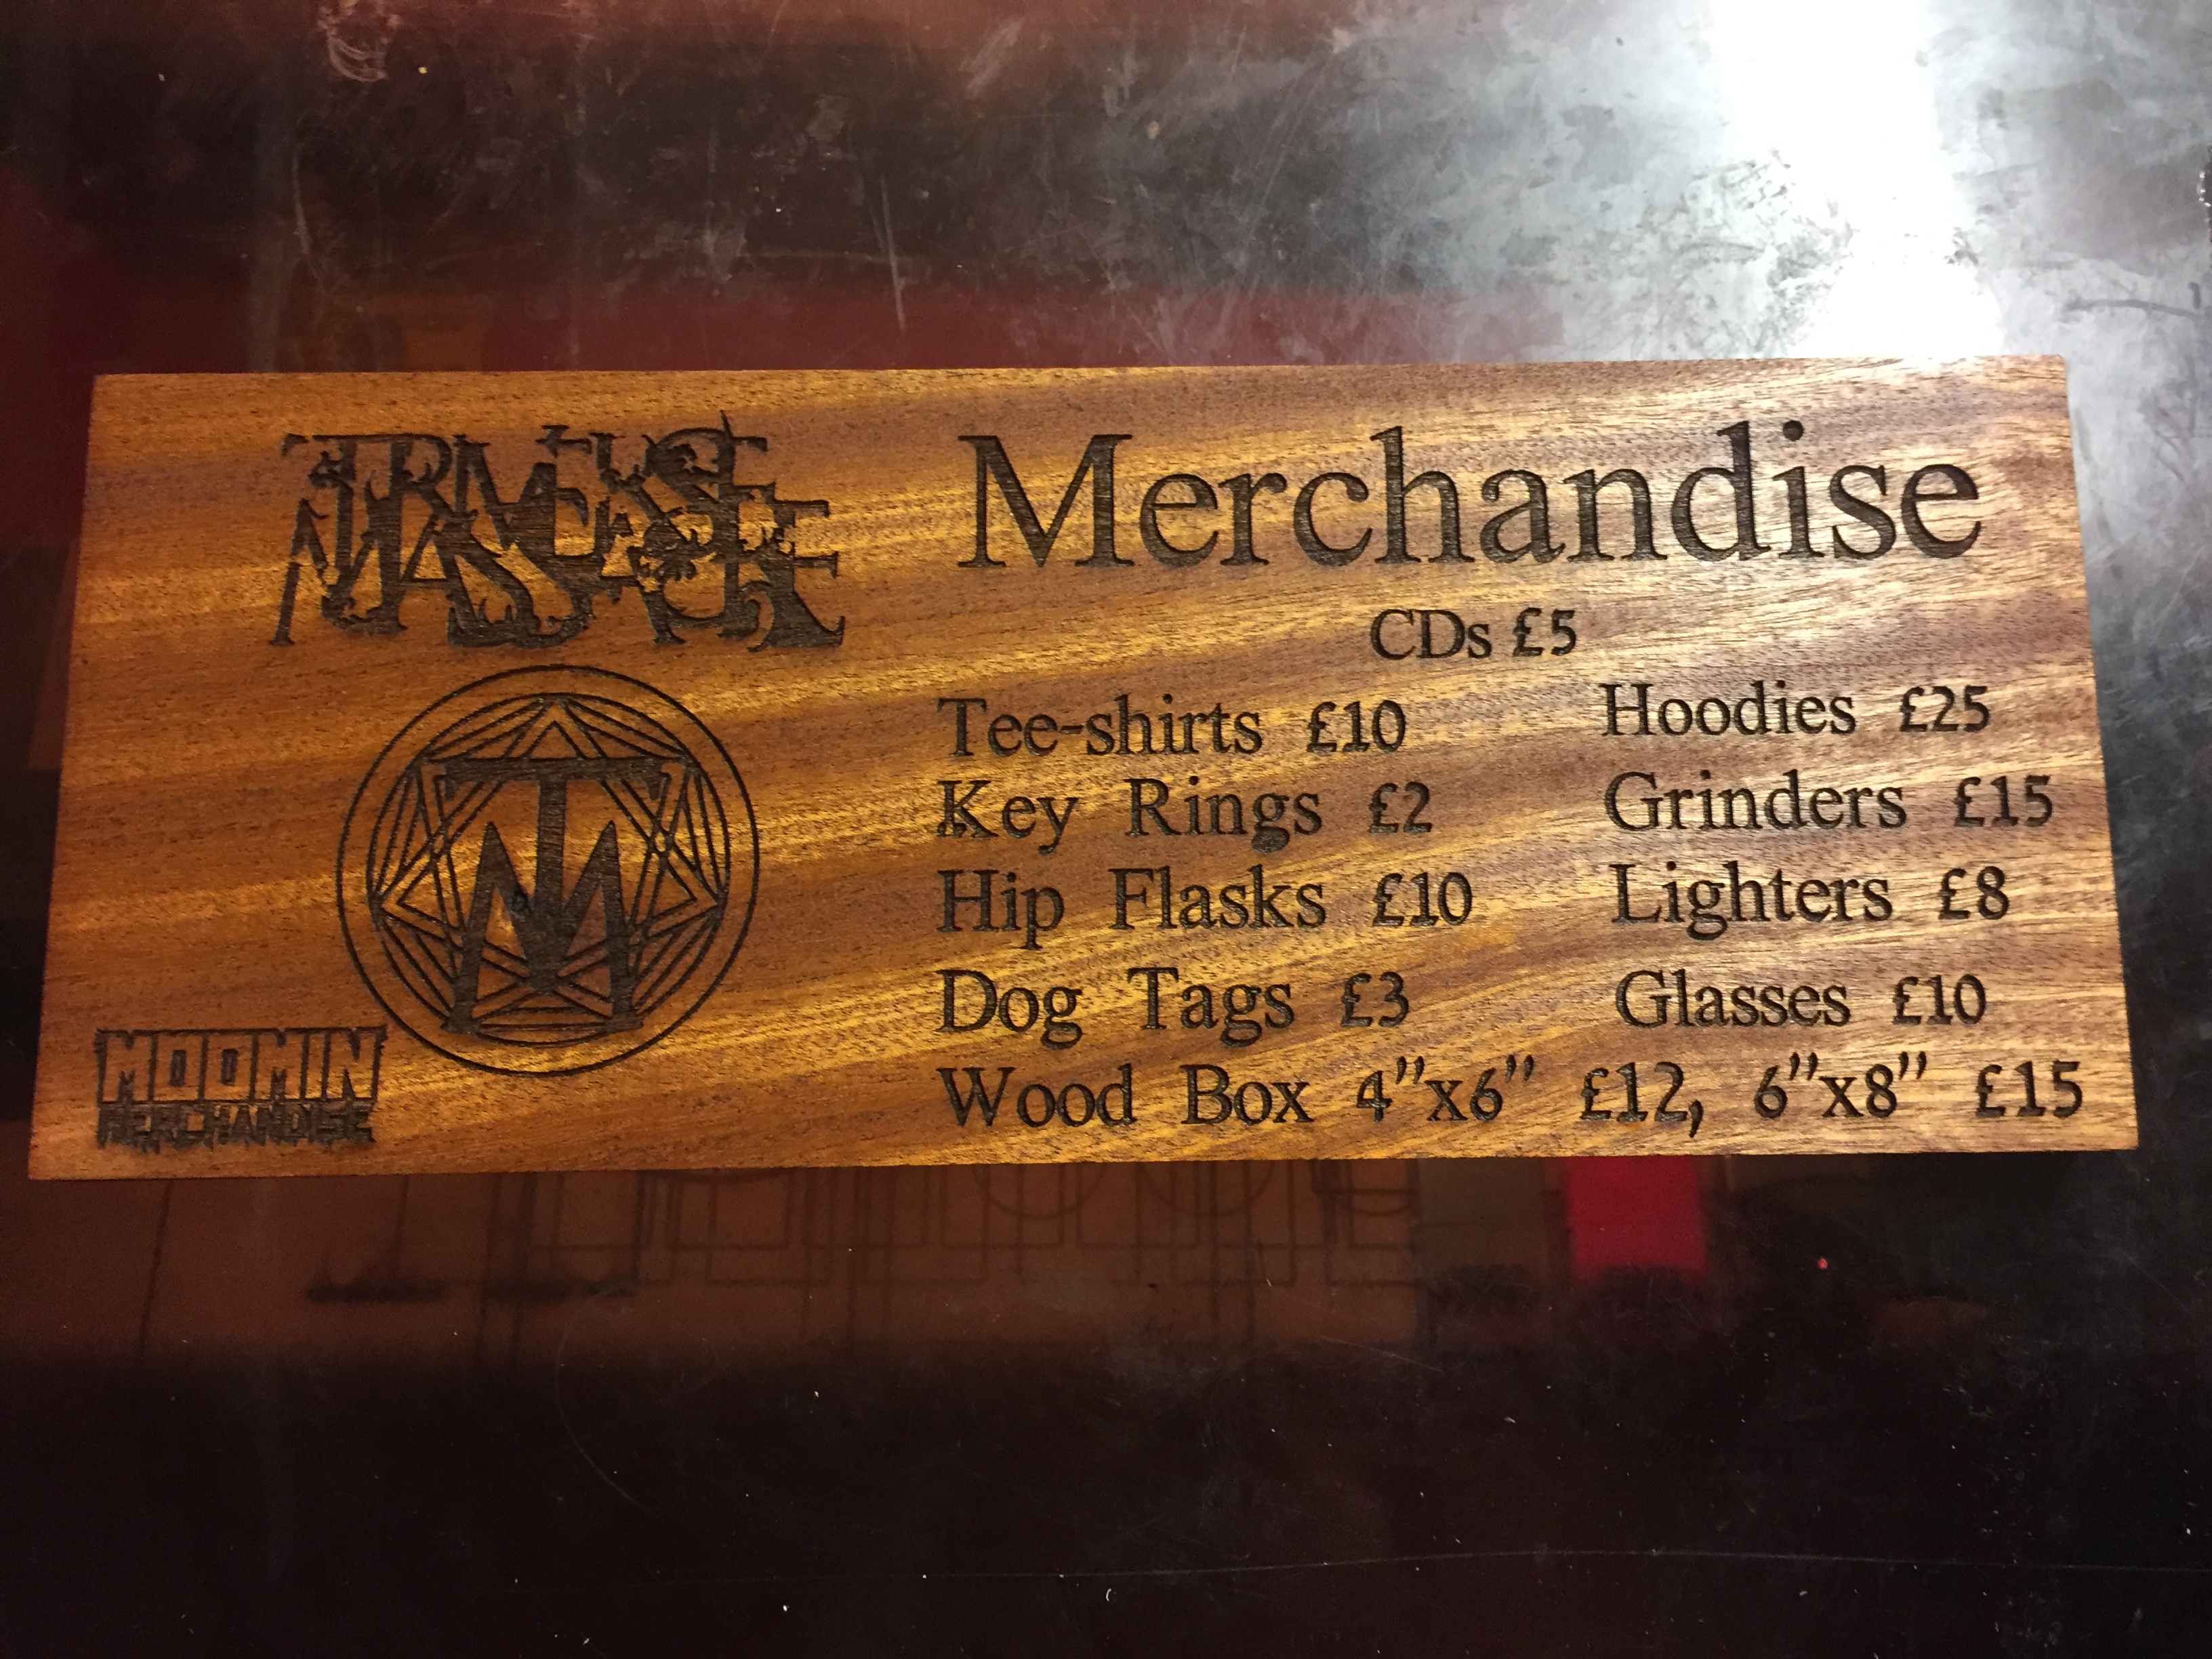 Merchandise
CDs £5
Tee-shirts £10
Hoodies £25
Key Rings £2
Grinders £15
Hip Flasks £10
Lighters £8
Dog Tags £3
Glasses £10
Wood Box 4"x6" £12, 6"x8" £15
TM
MOOMIN
MERCHANDISE